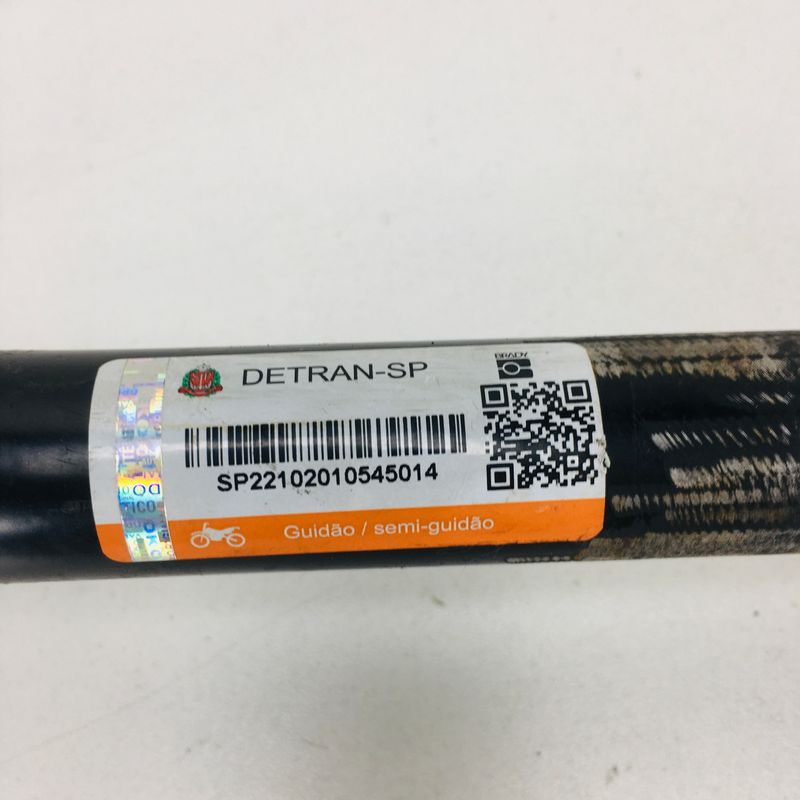 DETRAN-SP
BRADY
SP22102010545014
Guidão / semi-guidão